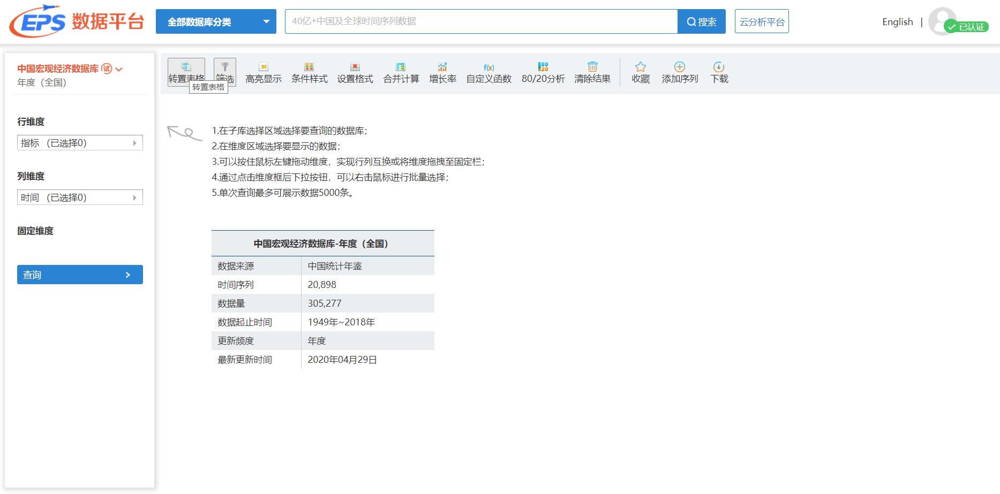 EPS 数据平台
全部数据库分类
40亿+中国及全球时间序列数据
搜索
云分析平台
English |
已认证
中国宏观经济数据库 试
年度（全国）
行维度
指标 （已选择0）
列维度
时间 （已选择0）
固定维度
查询
转置表格
筛选
高亮显示
条件样式
设置格式
合并计算
增长率
f(x)
自定义函数
80/20分析
清除结果
收藏
添加序列
下载
转置表格
1.在子库选择区域选择要查询的数据库；
2.在维度区域选择要显示的数据；
3.可以按住鼠标左键拖动维度，实现行列互换或将维度拖拽至固定栏；
4.通过点击维度框后下拉按钮，可以右击鼠标进行批量选择；
5.单次查询最多可展示数据5000条。
中国宏观经济数据库-年度（全国）
数据来源 中国统计年鉴
时间序列 20,898
数据量 305,277
数据起止时间 1949年~2018年
更新频度 年度
最新更新时间 2020年04月29日